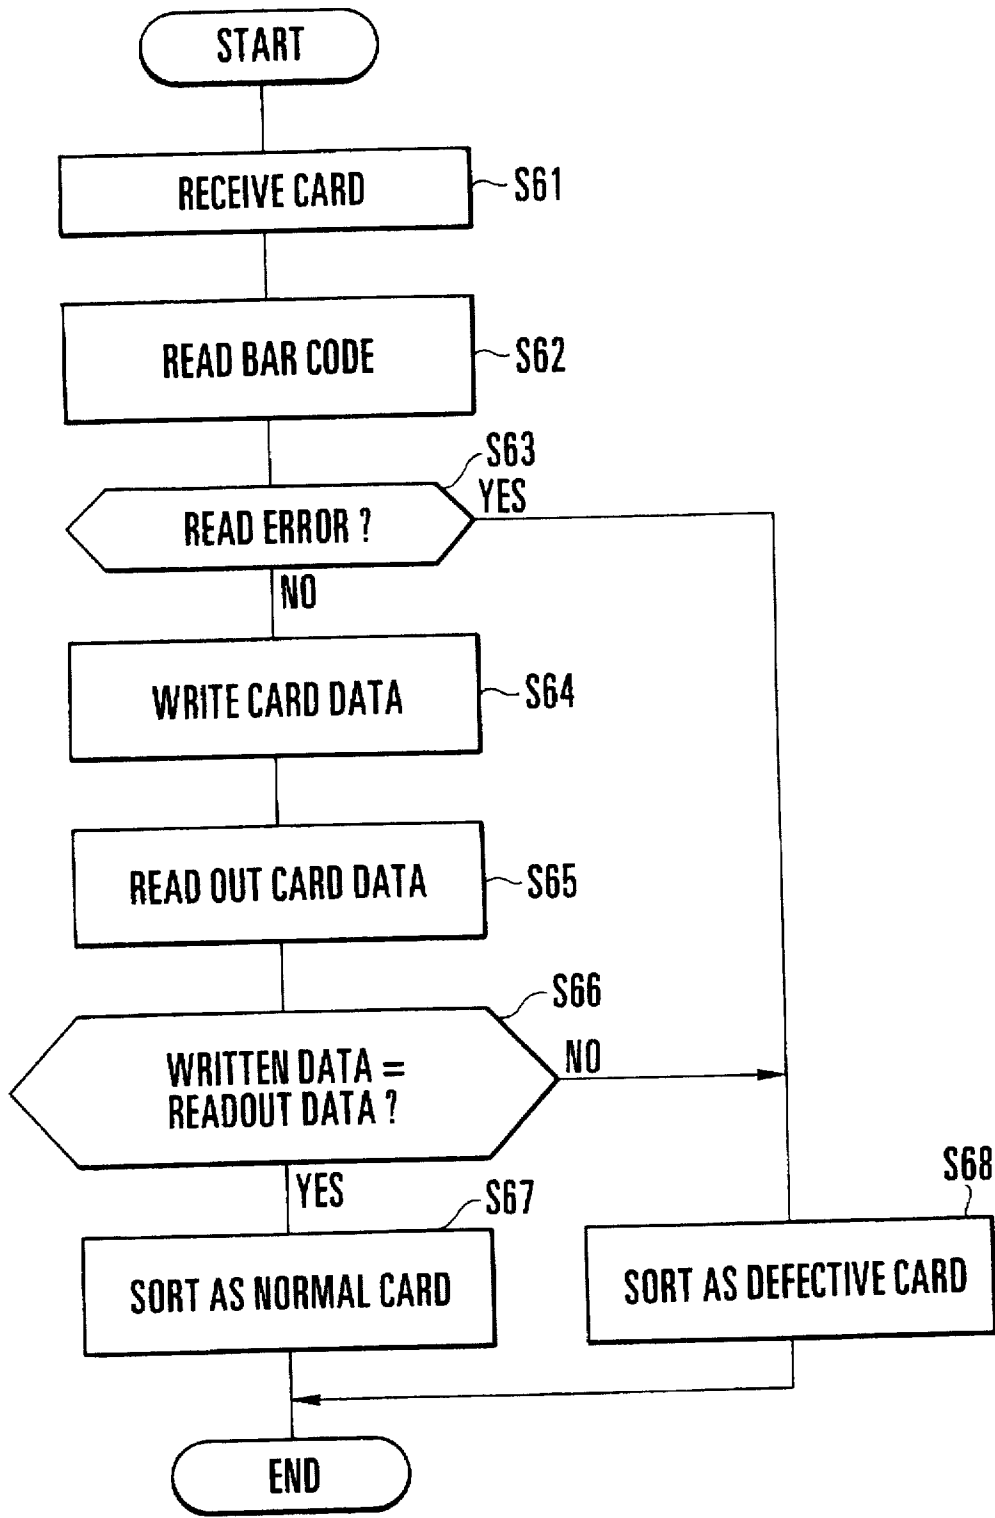 START
RECEIVE CARD
S61
READ BAR CODE
S62
S63
READ ERROR ?
YES
NO
WRITE CARD DATA
S64
READ OUT CARD DATA
S65
S66
WRITTEN DATA =
READOUT DATA ?
NO
YES
S67
SORT AS NORMAL CARD
S68
SORT AS DEFECTIVE CARD
END